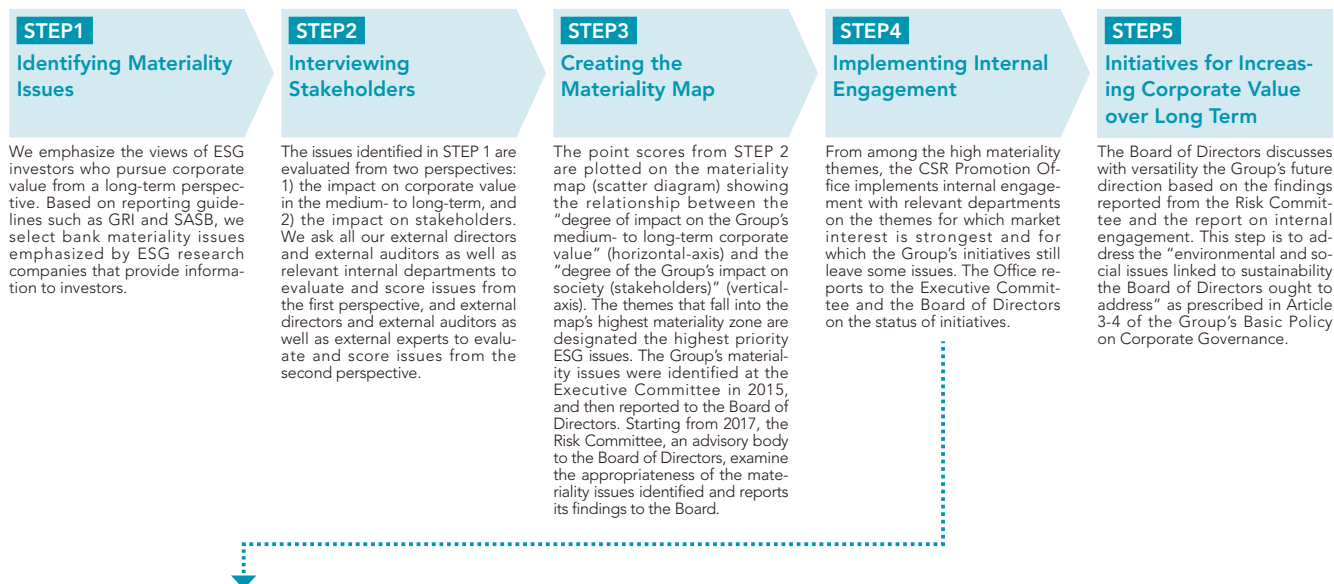 STEP1
Identifying Materiality
Issues
We emphasize the views of ESG
investors who pursue corporate
value from a long-term perspec-
tive. Based on reporting guide-
lines such as GRI and SASB, we
select bank materiality issues
emphasized by ESG research
companies that provide informa-
tion to investors.
STEP2
Interviewing
Stakeholders
The issues identified in STEP 1 are
evaluated from two perspectives:
1) the impact on corporate value
in the medium- to long-term, and
2) the impact on stakeholders.
We ask all our external directors
and external auditors as well as
relevant internal departments to
evaluate and score issues from
the first perspective, and external
directors and external auditors as
well as external experts to evalu-
ate and score issues from the
second perspective.
STEP3
Creating the
Materiality Map
The point scores from STEP 2
are plotted on the materiality
map (scatter diagram) showing
the relationship between the
“degree of impact on the Group’s
medium- to long-term corporate
value” (horizontal-axis) and the
“degree of the Group’s impact on
society (stakeholders)” (vertical-
axis). The themes that fall into the
map’s highest materiality zone are
designated the highest priority
ESG issues. The Group’s material-
ity issues were identified at the
Executive Committee in 2015,
and then reported to the Board of
Directors. Starting from 2017, the
Risk Committee, an advisory body
to the Board of Directors, examine
the appropriateness of the mate-
riality issues identified and reports
its findings to the Board.
STEP4
Implementing Internal
Engagement
From among the high materiality
themes, the CSR Promotion Of-
fice implements internal engage-
ment with relevant departments
on the themes for which market
interest is strongest and for
which the Group’s initiatives still
leave some issues. The Office re-
ports to the Executive Commit-
tee and the Board of Directors
on the status of initiatives.
STEP5
Initiatives for Increas-
ing Corporate Value
over Long Term
The Board of Directors discusses
with versatility the Group’s future
direction based on the findings
reported from the Risk Commit-
tee and the report on internal
engagement. This step is to ad-
dress the “environmental and so-
cial issues linked to sustainability
the Board of Directors ought to
address” as prescribed in Article
3-4 of the Group’s Basic Policy
on Corporate Governance.